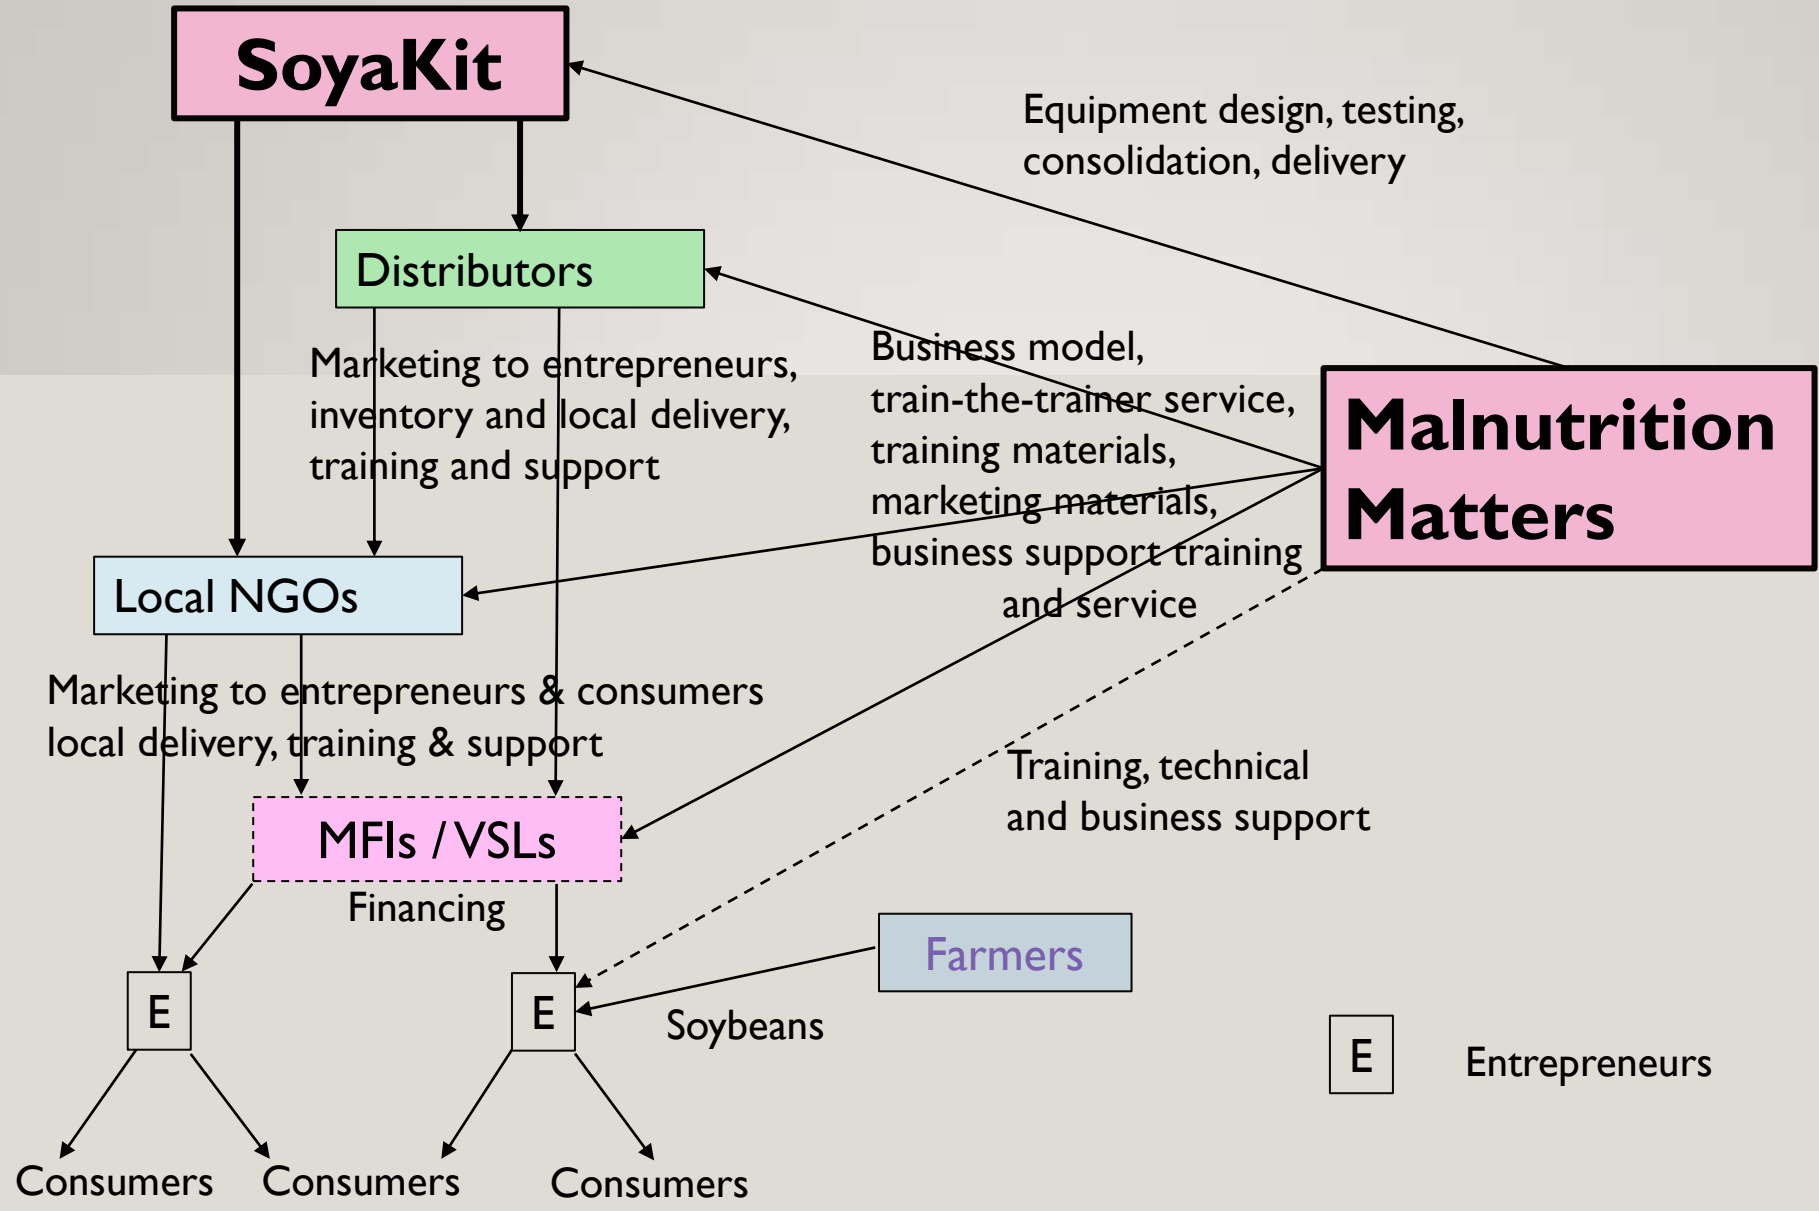 SoyaKit
Equipment design, testing,
consolidation, delivery
Distributors
Marketing to entrepreneurs,
inventory and local delivery,
training and support
Business model,
train-the-trainer service,
training materials,
marketing materials,
business support training
and service
Malnutrition
Matters
Local NGOs
Marketing to entrepreneurs & consumers
local delivery, training & support
Training, technical
and business support
MFIs / VSLs
Financing
Farmers
E
E
Soybeans
E
Entrepreneurs
Consumers
Consumers
Consumers